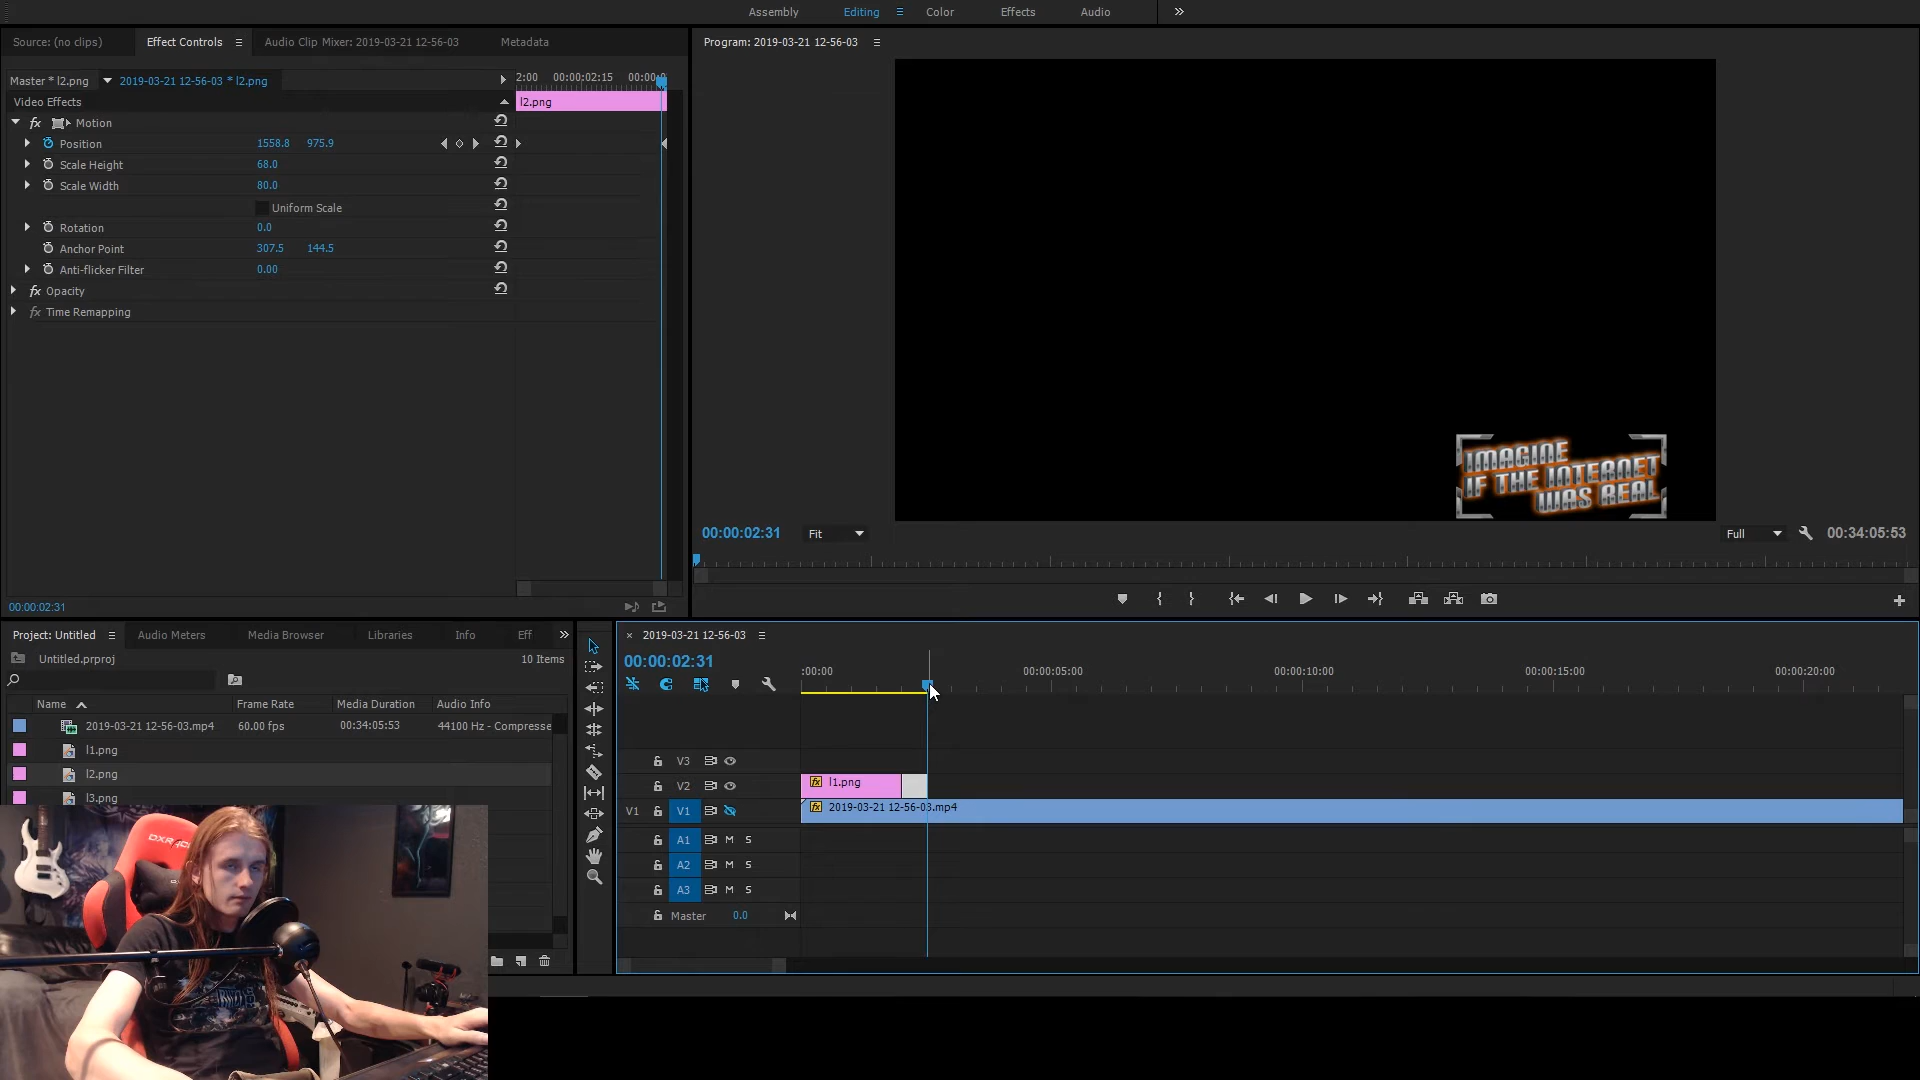 Assembly
Editing
Color
Effects
Audio
Source: (no clips)
Effect Controls
Audio Clip Mixer: 2019-03-21 12-56-03
Metadata
Program: 2019-03-21 12-56-03
Master * l2.png
2019-03-21 12-56-03 * l2.png
2:00
00:00:02:15
Video Effects
l2.png
fx Motion
Position 1558.8 975.9
Scale Height 68.0
Scale Width 80.0
Uniform Scale
Rotation 0.0
Anchor Point 307.5 144.5
Anti-flicker Filter 0.00
fx Opacity
fx Time Remapping
IMAGINE
IF THE INTERNET
WAS REAL
00:00:02:31
Fit
Full
00:34:05:53
00:00:02:31
Project: Untitled
Audio Meters
Media Browser
Libraries
Info
Eff
2019-03-21 12-56-03
Untitled.prproj
10 Items
00:00:02:31
:00:00
00:00:05:00
00:00:10:00
00:00:15:00
00:00:20:00
Name
Frame Rate
Media Duration
Audio Info
2019-03-21 12-56-03.mp4
60.00 fps
00:34:05:53
44100 Hz - Compresse
l1.png
l2.png
l3.png
V3
V2
fx l1.png
V1
V1
fx 2019-03-21 12-56-03.mp4
A1 M S
A2 M S
A3 M S
Master 0.0